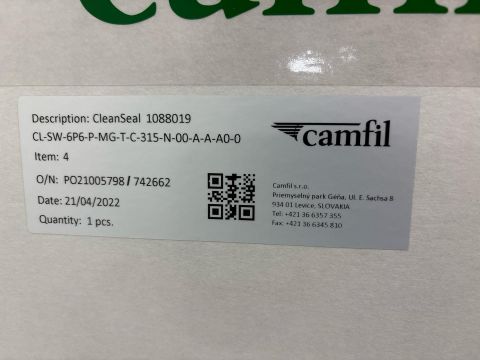 camfil
Description: CleanSeal 1088019
CL-SW-6P6-P-MG-T-C-315-N-00-A-A-A0-0
Item: 4
O/N: PO21005798 / 742662
Date: 21/04/2022
Quantity: 1 pcs.
camfil
Camfil s.r.o.
Priemyselný park Géňa, Ul. E. Sachsa 8
934 01 Levice, SLOVAKIA
Tel: +421 36 6357 355
Fax: +421 36 6345 810